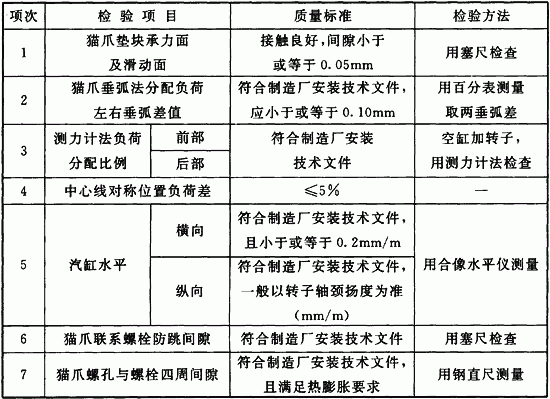 项次 检验项目 质量标准 检验方法
1 猫爪垫块承力面 接触良好,间隙小于 用塞尺检查
及滑动面 或等于0.05mm
2 猫爪垂弧法分配负荷 符合制造厂安装技术文件, 用百分表测量
左右垂弧差值 应小于或等于0.10mm 取两垂弧差
3 测力计法负荷 前部 符合制造厂安装 空缸加转子,
分配比例 后部 技术文件 用测力计法检查
4 中心线对称位置负荷差 ≤5% —
5 汽缸水平 横向 符合制造厂安装技术文件, 用合像水平仪测量
且小于或等于0.2mm/m
纵向 符合制造厂安装技术文件,
一般以转子轴颈扬度为准
(mm/m)
6 猫爪联系螺栓防跳间隙 符合制造厂安装技术文件 用塞尺检查
7 猫爪螺孔与螺栓四周间隙 符合制造厂安装技术文件, 用钢直尺测量
且满足热膨胀要求